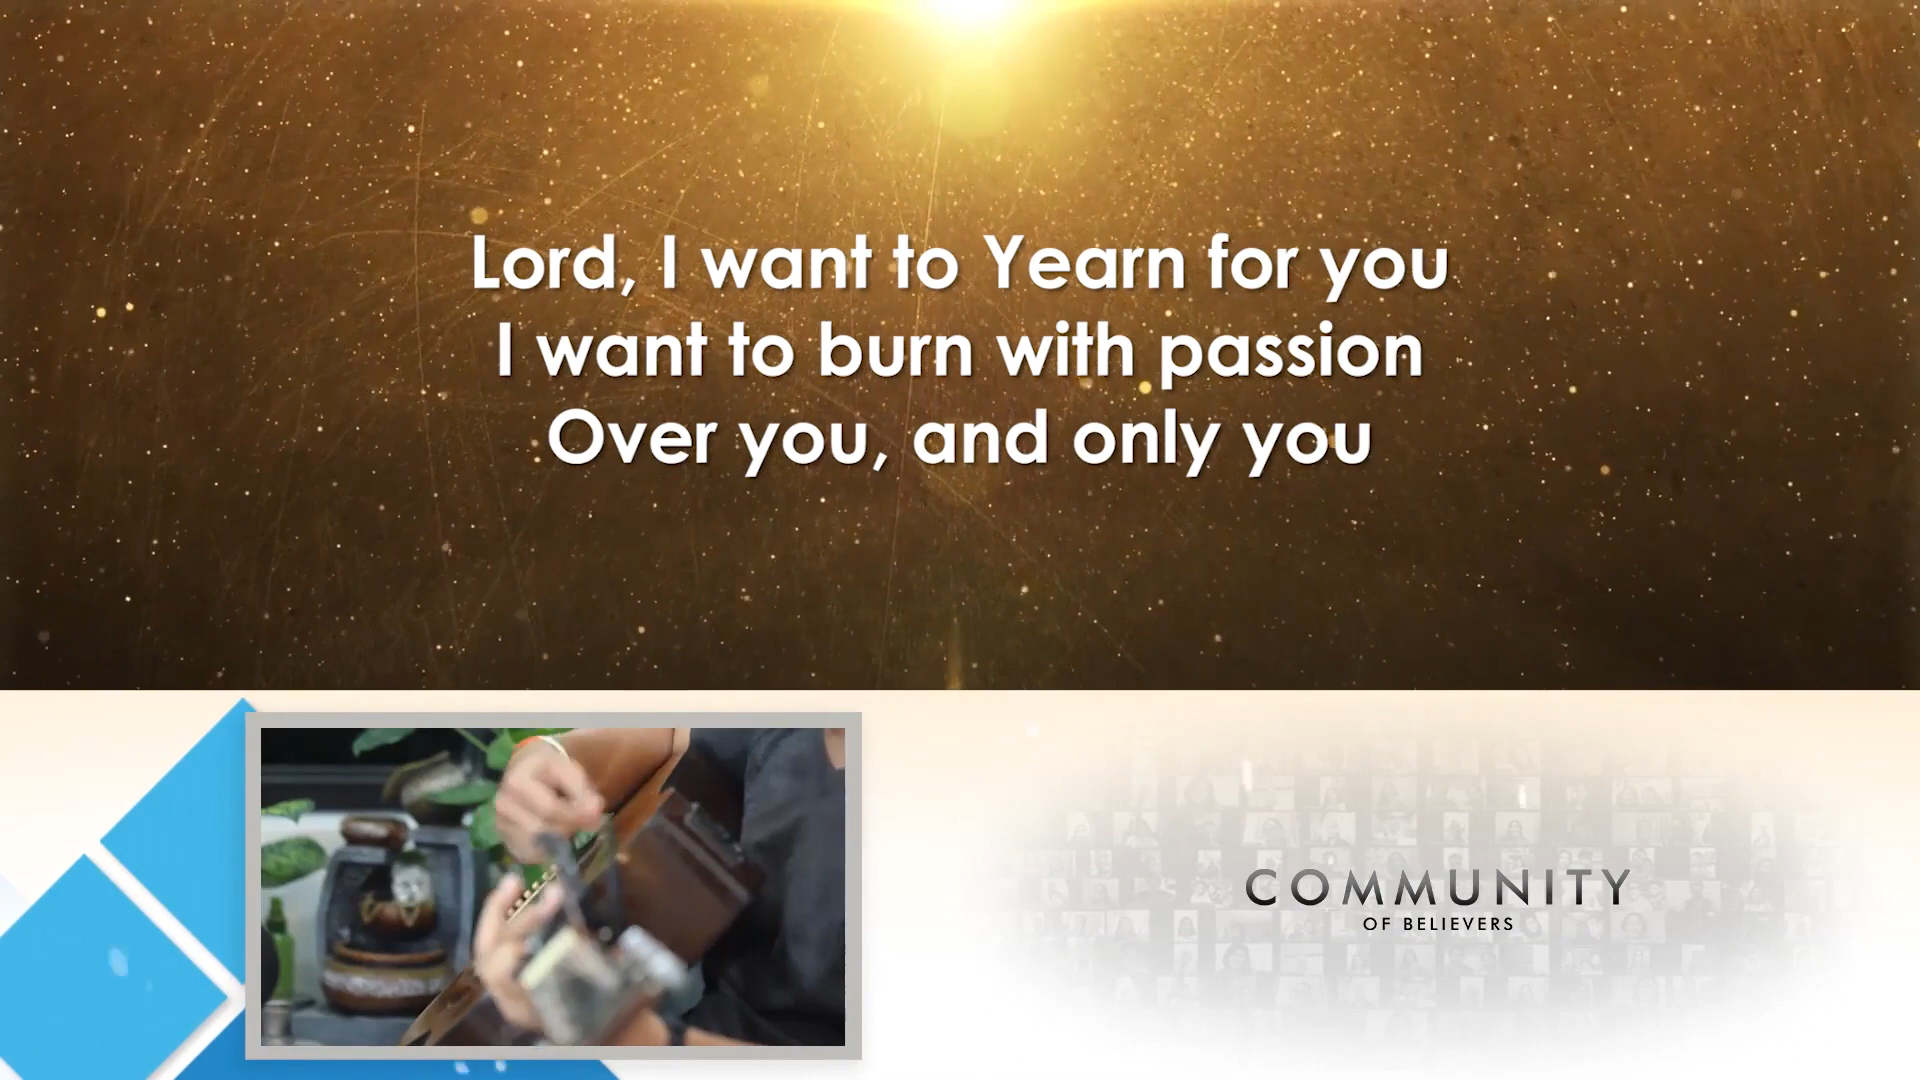 Lord, I want to Yearn for you
I want to burn with passion
Over you, and only you
COMMUNITY
OF BELIEVERS